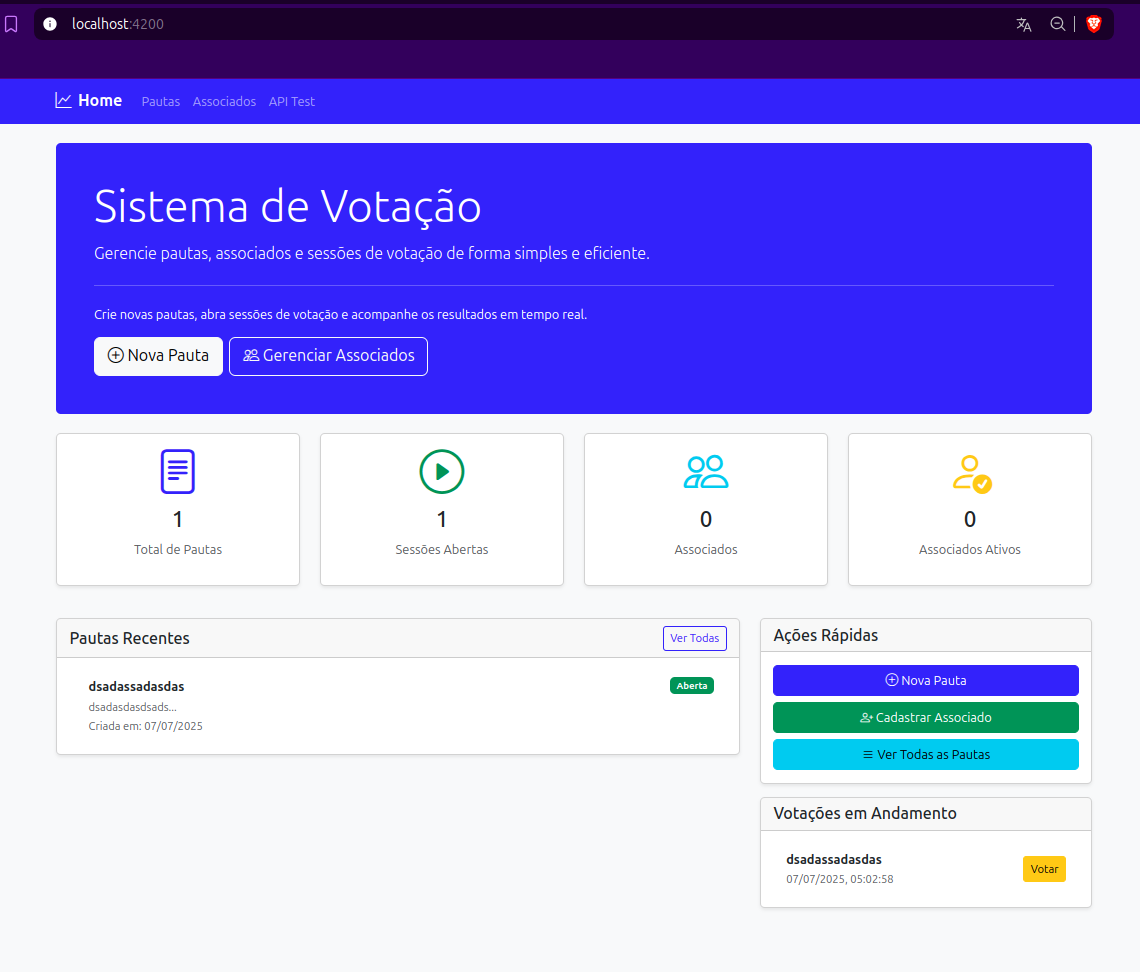 localhost:4200
Home Pautas Associados API Test
Sistema de Votação
Gerencie pautas, associados e sessões de votação de forma simples e eficiente.
Crie novas pautas, abra sessões de votação e acompanhe os resultados em tempo real.
Nova Pauta Gerenciar Associados
1
Total de Pautas
1
Sessões Abertas
0
Associados
0
Associados Ativos
Pautas Recentes Ver Todas
dsadassadasdas Aberta
dsadasdasdsads...
Criada em: 07/07/2025
Ações Rápidas
Nova Pauta
Cadastrar Associado
Ver Todas as Pautas
Votações em Andamento
dsadassadasdas
07/07/2025, 05:02:58
Votar